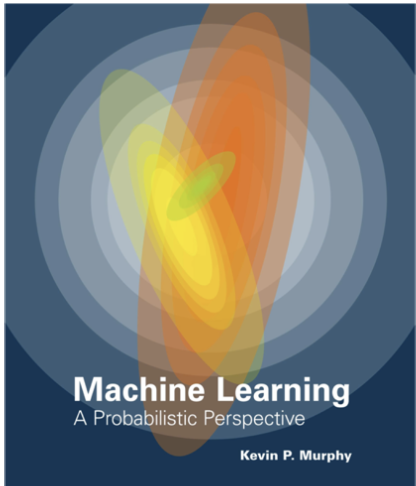 Machine Learning
A Probabilistic Perspective
Kevin P. Murphy